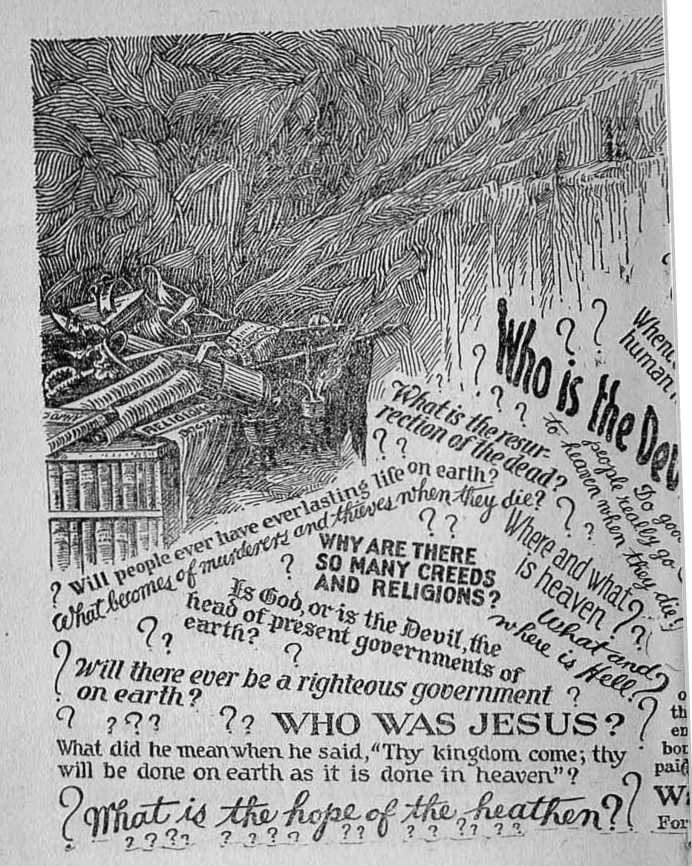 RELIGIONS
? ?
When
human
?
Who is the Dev
? ? ?
What is the resur-
rection of the dead?
? ?
Do goo
people really go
to heaven when they die?
? Will people ever have everlasting life on earth?
What becomes of murderers and thieves when they die?
? ?
? ?
Where and what
is heaven?
? ?
?
WHY ARE THERE
SO MANY CREEDS
AND RELIGIONS?
What and
where is Hell?
Is God, or is the Devil, the
head of present governments of
earth?
? ?
?
? Will there ever be a righteous government ?
on earth?
? ? ? ? ? ? WHO WAS JESUS? ?
What did he mean when he said, "Thy kingdom come; thy
will be done on earth as it is done in heaven"?
? What is the hope of the heathen? ?
? ? ? ? ? ? ? ? ? ? ? ? ? ? ?
o
th
en
bor
paid
W
For